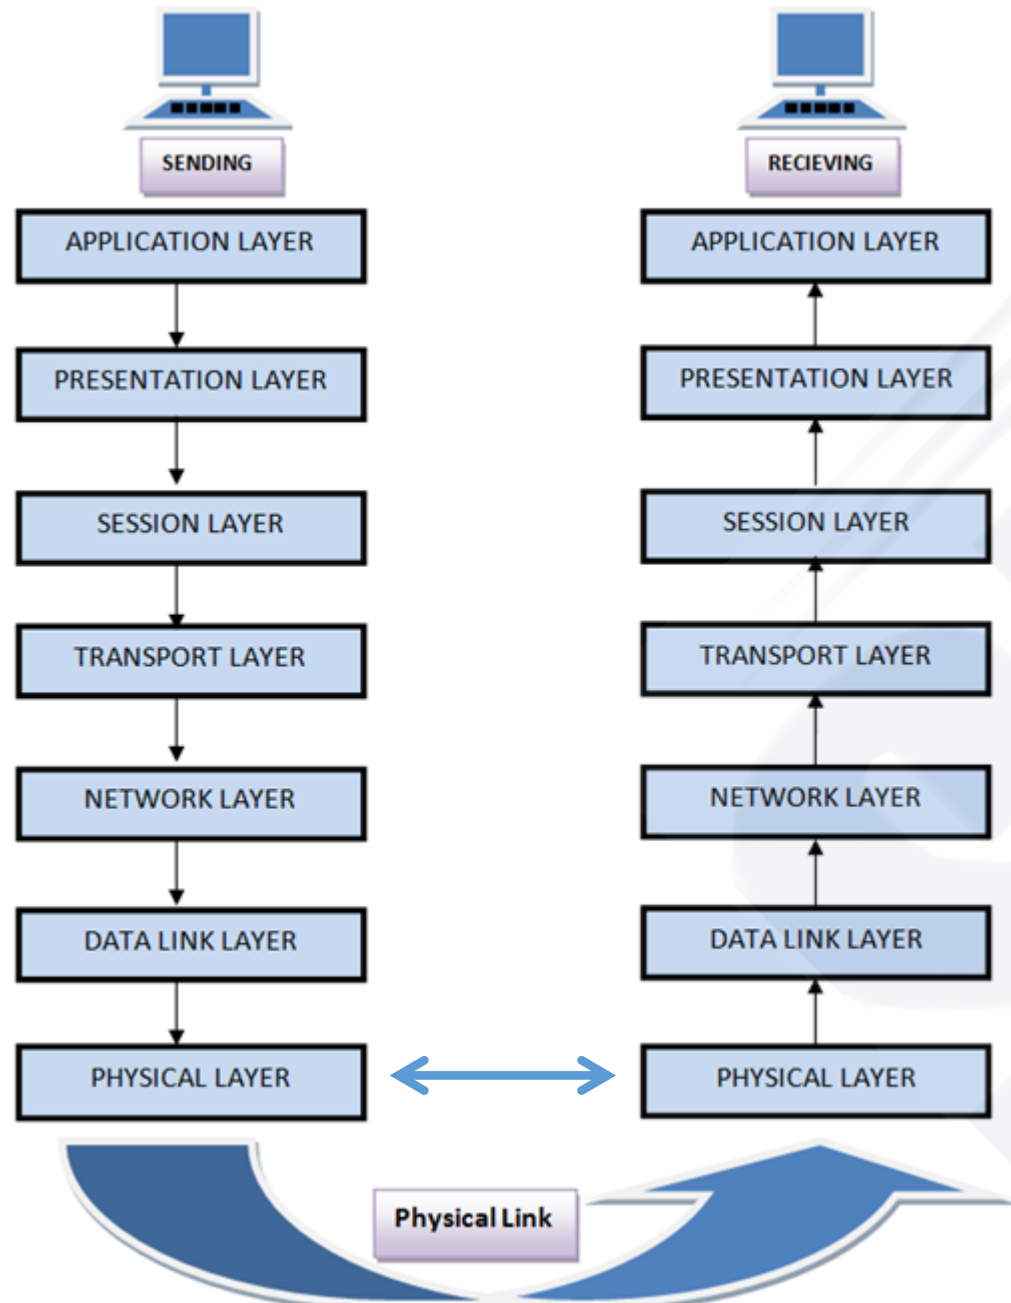 SENDING
RECIEVING
APPLICATION LAYER
APPLICATION LAYER
PRESENTATION LAYER
PRESENTATION LAYER
SESSION LAYER
SESSION LAYER
TRANSPORT LAYER
TRANSPORT LAYER
NETWORK LAYER
NETWORK LAYER
DATA LINK LAYER
DATA LINK LAYER
PHYSICAL LAYER
PHYSICAL LAYER
Physical Link